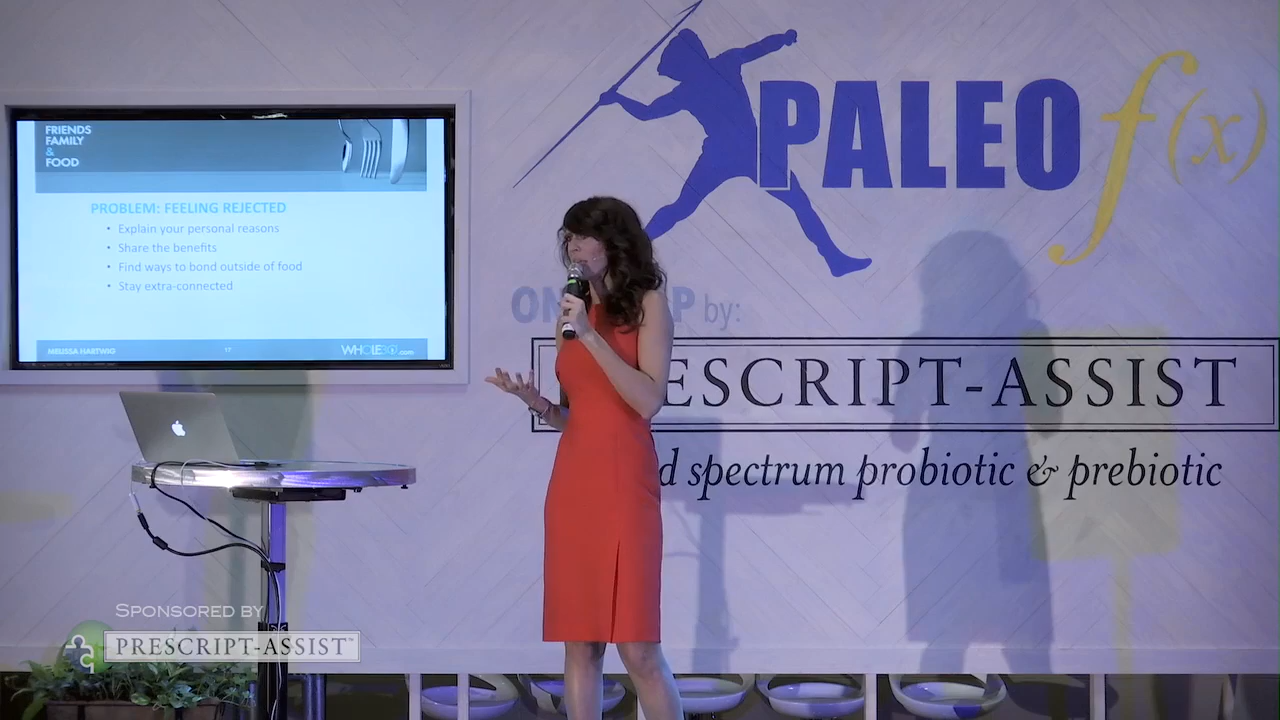 FRIENDS
FAMILY
&
FOOD
PROBLEM: FEELING REJECTED
• Explain your personal reasons
• Share the benefits
• Find ways to bond outside of food
• Stay extra-connected
MELISSA HARTWIG 17 WHOLE30.com
PALEO f(x)
by:
ESCRIPT-ASSIST
d spectrum probiotic & prebiotic
SPONSORED BY
PRESCRIPT-ASSIST™